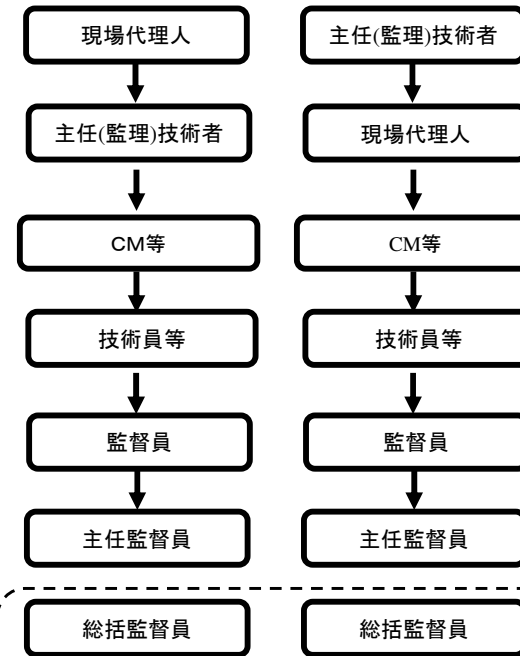 現場代理人
主任(監理)技術者
CM等
技術員等
監督員
主任監督員
総括監督員
主任(監理)技術者
現場代理人
CM等
技術員等
監督員
主任監督員
総括監督員